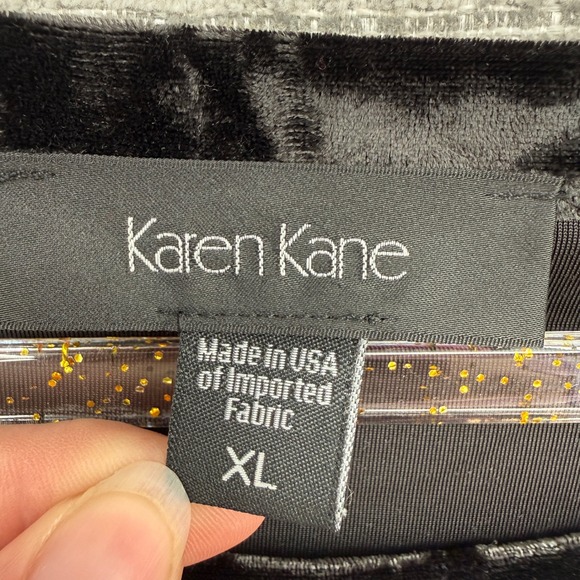 Karen Kane
Made in USA
of Imported
Fabric
XL